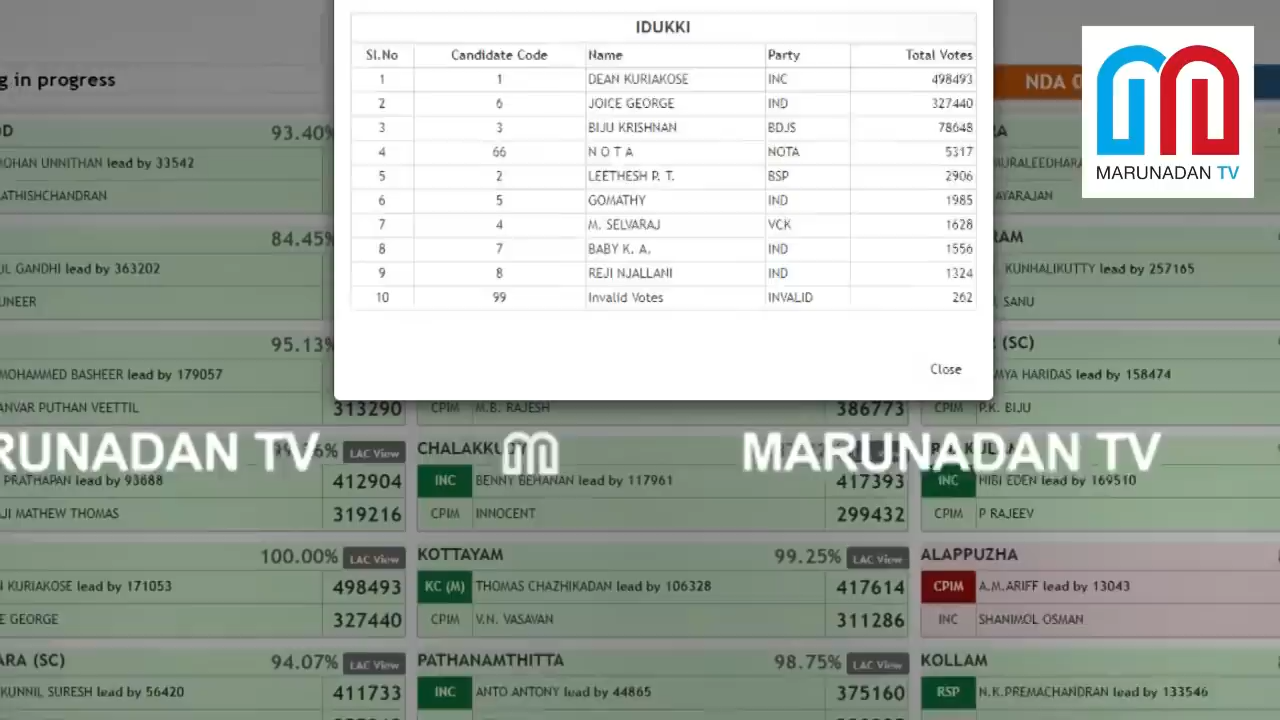 IDUKKI
Sl.No Candidate Code Name Party Total Votes
1 1 DEAN KURIAKOSE INC 498493
2 6 JOICE GEORGE IND 327440
3 3 BIJU KRISHNAN BDJS 78648
4 66 N O T A NOTA 5317
5 2 LEETHESH P. T. BSP 2906
6 5 GOMATHY IND 1985
7 4 M. SELVARAJ VCK 1628
8 7 BABY K. A. IND 1556
9 8 REJI NJALLANI IND 1324
10 99 Invalid Votes INVALID 262
Close
MARUNADAN TV
g in progress
NDA
93.40%
MOHAN UNNITHAN lead by 33542
ATHISHCHANDRAN
MURALEEDHARA
AYARAJAN
84.45%
UL GANDHI lead by 363202
UNEER
RAM
KUNHALIKUTTY lead by 257165
SANU
95.13%
MOHAMMED BASHEER lead by 179057
ANVAR PUTHAN VEETTIL 313290
CPIM M.B. RAJESH 386773
(SC)
MYA HARIDAS lead by 158474
CPIM P.K. BIJU
RUNADAN TV MARUNADAN TV
LAC View
PRATHAPAN lead by 93688 412904
JI MATHEW THOMAS 319216
CHALAKKUDY
INC BENNY BEHANAN lead by 117961 417393
CPIM INNOCENT 299432
INC HIBI EDEN lead by 169510
CPIM P RAJEEV
100.00% LAC View
KURIAKOSE lead by 171053 498493
E GEORGE 327440
KOTTAYAM 99.25% LAC View
KC (M) THOMAS CHAZHIKADAN lead by 106328 417614
CPIM V.N. VASAVAN 311286
ALAPPUZHA
CPIM A.M.ARIFF lead by 13043
INC SHANIMOL OSMAN
ARA (SC) 94.07% LAC View
KUNNIL SURESH lead by 56420 411733
PATHANAMTHITTA 98.75% LAC View
INC ANTO ANTONY lead by 44865 375160
KOLLAM
RSP N.K.PREMACHANDRAN lead by 133546